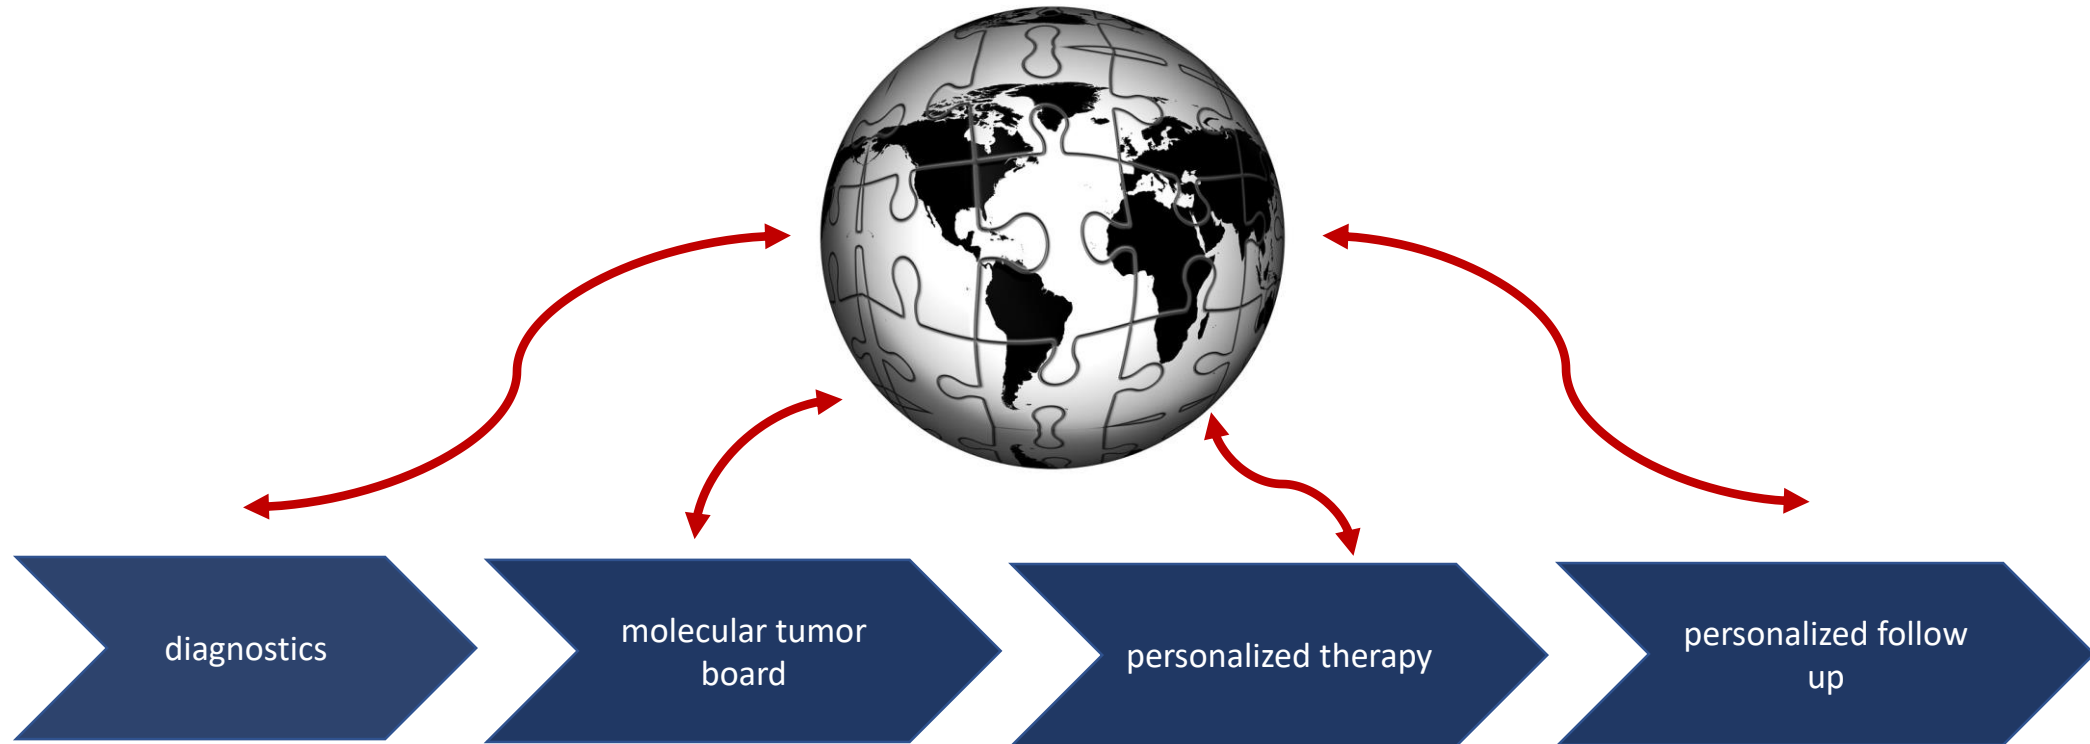 diagnostics
molecular tumor
board
personalized therapy
personalized follow
up